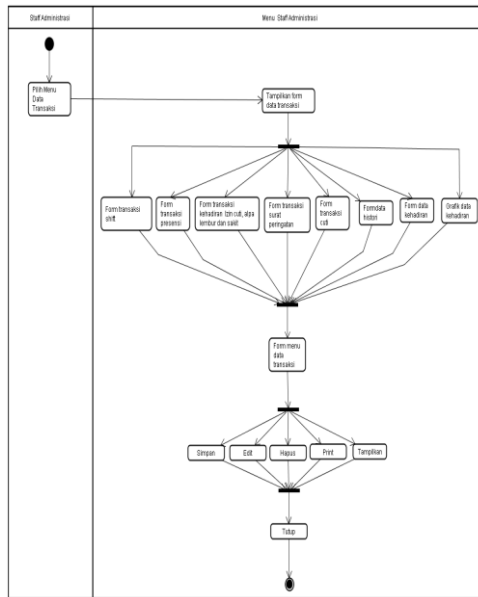 Staff Administrasi
Menu Staff Administrasi
Pilih Menu
Data
Transaksi
Tampilkan form
data transaksi
Form transaksi
shift
Form
transaksi
presensi
Form transaksi
kehadiran Izin cuti, alpa
lembur dan sakit
Form transaksi
surat
peringatan
Form
transaksi
cuti
Formdata
histori
Form data
kehadiran
Grafik data
kehadiran
Form menu
data
transaksi
Simpan
Edit
Hapus
Print
Tampilkan
Tutup